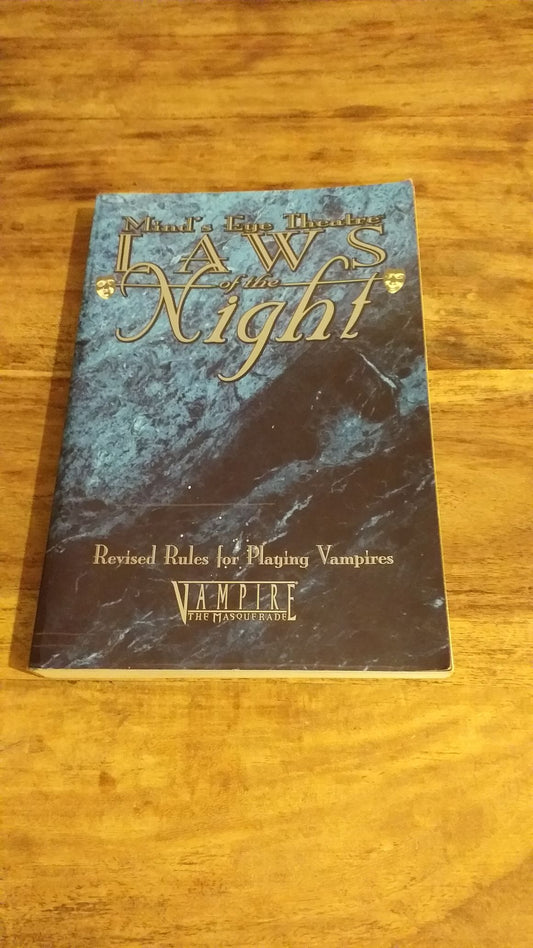 Mind's Eye Theatre
LAWS
of the
Night
Revised Rules for Playing Vampires
VAMPIRE
THE MASQUERADE